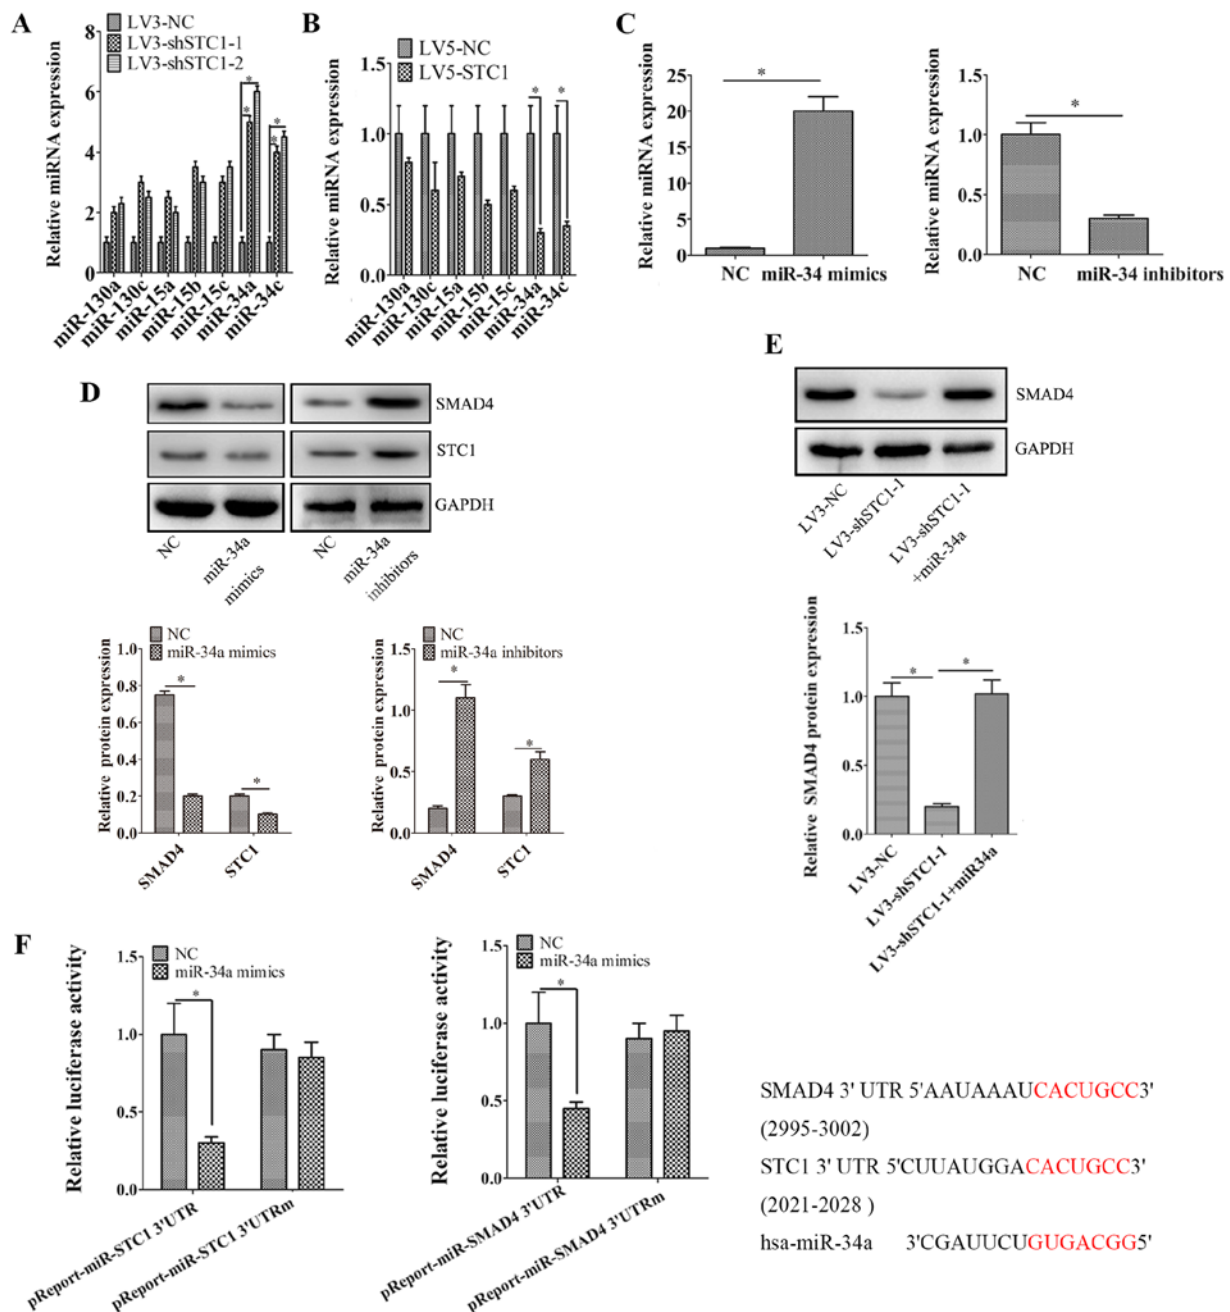 A
LV3-NC
LV3-shSTC1-1
LV3-shSTC1-2
Relative miRNA expression
8
6
4
2
0
*
*
*
*
miR-130a
miR-130c
miR-15a
miR-15b
miR-15c
miR-34a
miR-34c
B
LV5-NC
LV5-STC1
Relative miRNA expression
1.5
1.0
0.5
0.0
*
*
miR-130a
miR-130c
miR-15a
miR-15b
miR-15c
miR-34a
miR-34c
C
Relative miRNA expression
25
20
15
10
5
0
*
NC
miR-34 mimics
Relative miRNA expression
1.5
1.0
0.5
0.0
*
NC
miR-34 inhibitors
D
SMAD4
STC1
GAPDH
NC
miR-34a
mimics
NC
miR-34a
inhibitors
NC
miR-34a mimics
Relative protein expression
1.0
0.8
0.6
0.4
0.2
0.0
*
*
SMAD4
STC1
NC
miR-34a inhibitors
Relative protein expression
1.5
1.0
0.5
0.0
*
*
SMAD4
STC1
E
SMAD4
GAPDH
LV3-NC
LV3-shSTC1-1
LV3-shSTC1-1
+miR-34a
Relative SMAD4 protein expression
1.5
1.0
0.5
0.0
*
*
LV3-NC
LV3-shSTC1-1
LV3-shSTC1-1+miR34a
F
NC
miR-34a mimics
Relative luciferase activity
1.5
1.0
0.5
0.0
*
pReport-miR-STC1 3'UTR
pReport-miR-STC1 3'UTRm
NC
miR-34a mimics
Relative luciferase activity
1.5
1.0
0.5
0.0
*
pReport-miR-SMAD4 3'UTR
pReport-miR-SMAD4 3'UTRm
SMAD4 3' UTR 5'AAUAAAUCACUGCC3'
(2995-3002)
STC1 3' UTR 5'CUUAUGGACACUGCC3'
(2021-2028)
hsa-miR-34a 3'CGAUUCUGUGACGG5'